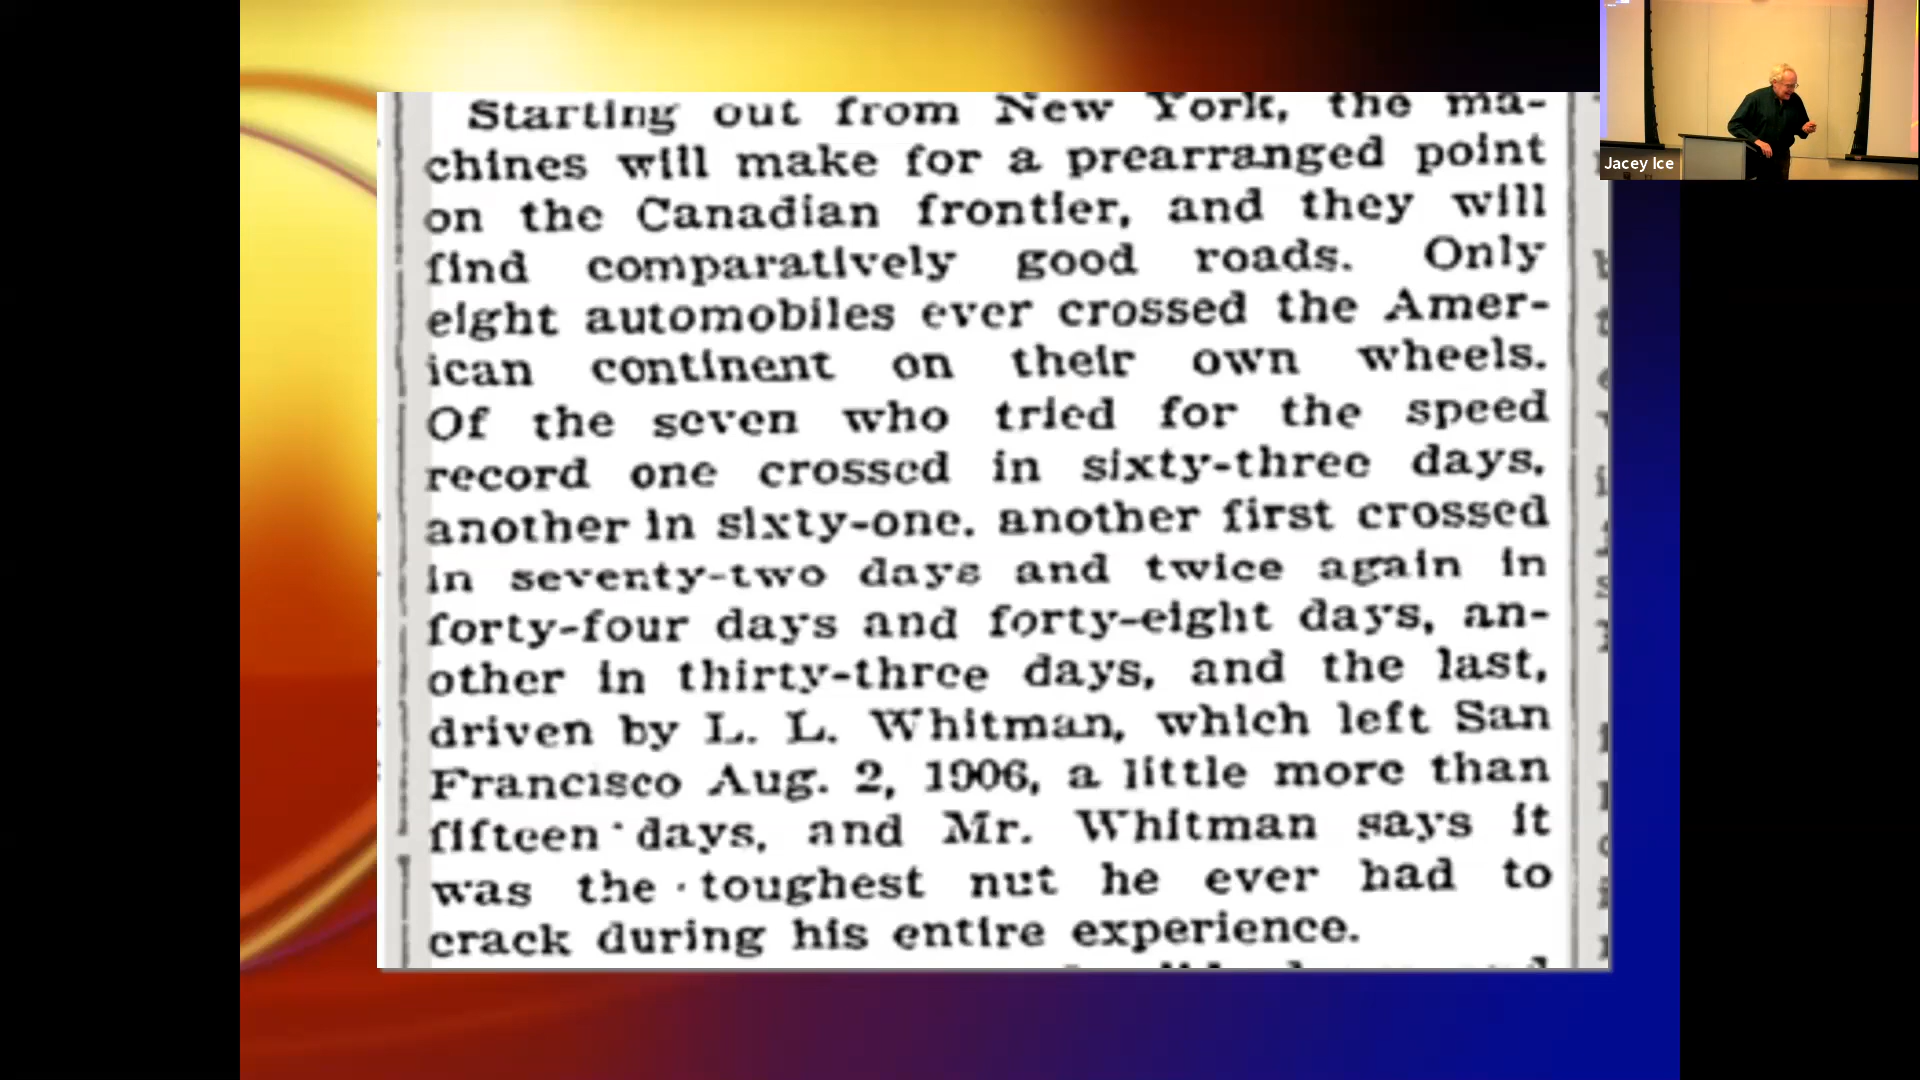 Starting out from New York, the ma-
chines will make for a prearranged point
on the Canadian frontier, and they will
find comparatively good roads. Only
eight automobiles ever crossed the Amer-
ican continent on their own wheels.
Of the seven who tried for the speed
record one crossed in sixty-three days,
another in sixty-one, another first crossed
in seventy-two days and twice again in
forty-four days and forty-eight days, an-
other in thirty-three days, and the last,
driven by L. L. Whitman, which left San
Francisco Aug. 2, 1906, a little more than
fifteen days, and Mr. Whitman says it
was the toughest nut he ever had to
crack during his entire experience.
Jacey Ice